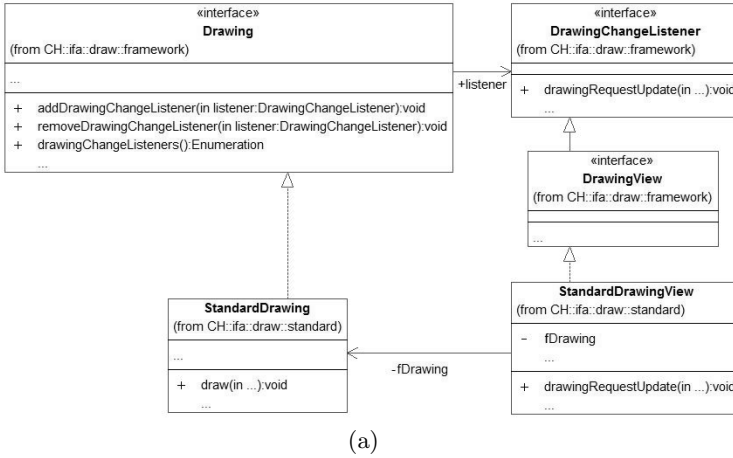 «interface»
Drawing
(from CH::ifa::draw::framework)
...
+ addDrawingChangeListener(in listener:DrawingChangeListener):void
+ removeDrawingChangeListener(in listener:DrawingChangeListener):void
+ drawingChangeListeners():Enumeration
...
+listener
«interface»
DrawingChangeListener
(from CH::ifa::draw::framework)
+ drawingRequestUpdate(in ...):void
...
«interface»
DrawingView
(from CH::ifa::draw::framework)
...
StandardDrawing
(from CH::ifa::draw::standard)
...
+ draw(in ...):void
...
-fDrawing
StandardDrawingView
(from CH::ifa::draw::standard)
- fDrawing
...
+ drawingRequestUpdate(in ...):void
...
(a)